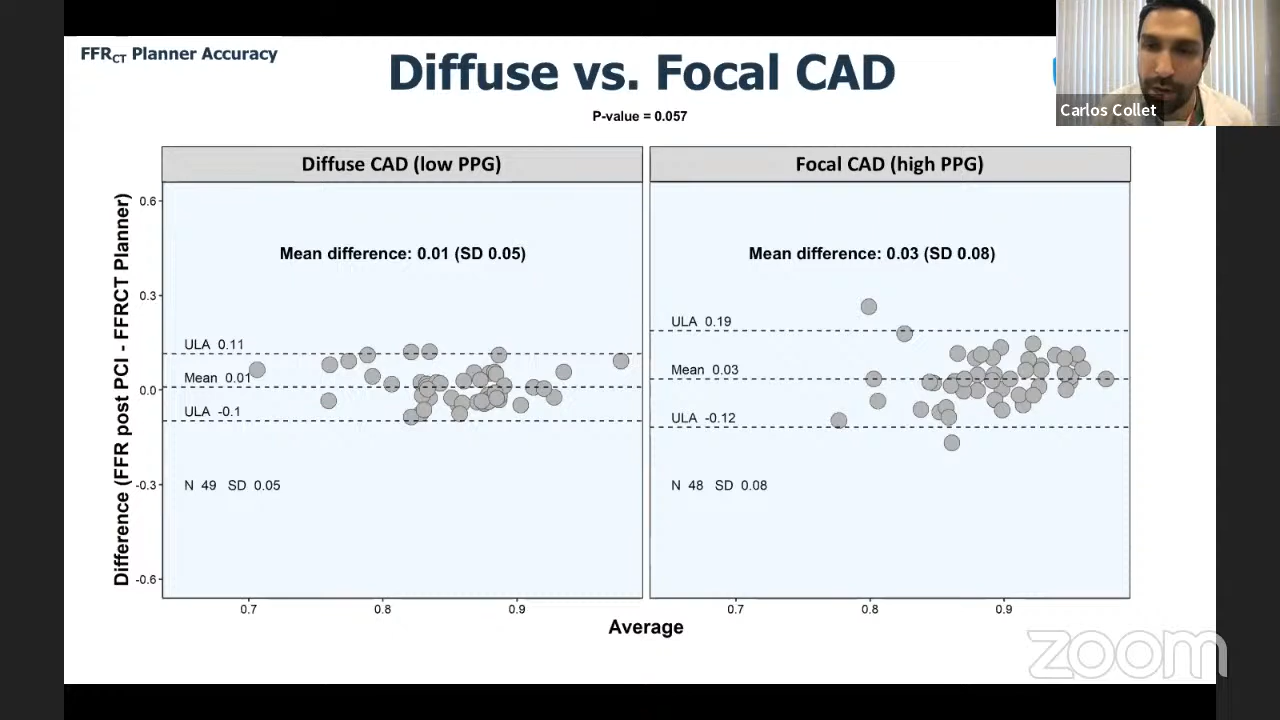 FFRCT Planner Accuracy
Diffuse vs. Focal CAD
P-value = 0.057
Carlos Collet
Diffuse CAD (low PPG)
Focal CAD (high PPG)
Difference (FFR post PCI - FFRCT Planner)
0.6
0.3
0.0
-0.3
-0.6
Mean difference: 0.01 (SD 0.05)
ULA 0.11
Mean 0.01
ULA -0.1
N 49 SD 0.05
0.7
0.8
0.9
Mean difference: 0.03 (SD 0.08)
ULA 0.19
Mean 0.03
ULA -0.12
N 48 SD 0.08
0.7
0.8
0.9
Average
zoom